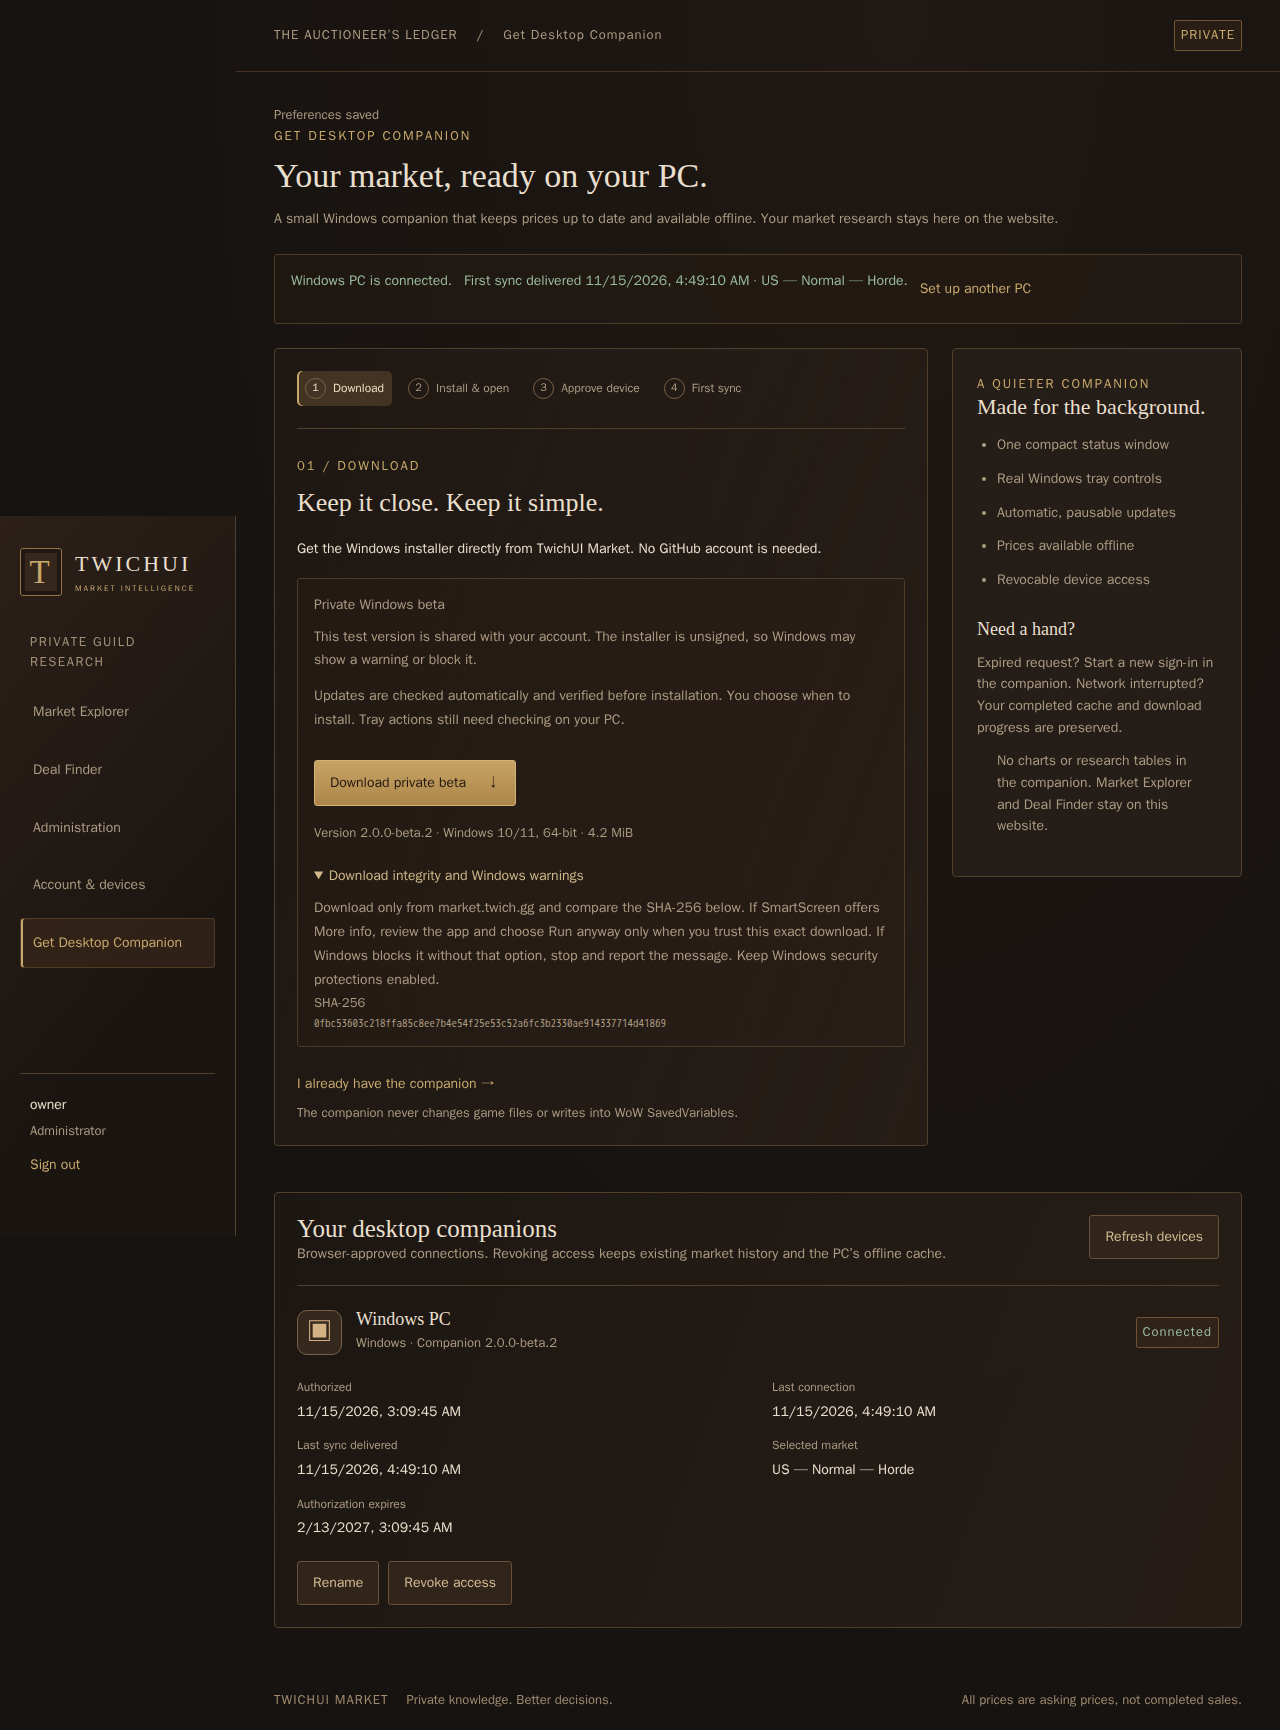 THE AUCTIONEER'S LEDGER / Get Desktop Companion
PRIVATE
Preferences saved
GET DESKTOP COMPANION
Your market, ready on your PC.
A small Windows companion that keeps prices up to date and available offline. Your market research stays here on the website.
Windows PC is connected. First sync delivered 11/15/2026, 4:49:10 AM · US — Normal — Horde. Set up another PC
1 Download 2 Install & open 3 Approve device 4 First sync
01 / DOWNLOAD
Keep it close. Keep it simple.
Get the Windows installer directly from TwichUI Market. No GitHub account is needed.
Private Windows beta
This test version is shared with your account. The installer is unsigned, so Windows may
show a warning or block it.
Updates are checked automatically and verified before installation. You choose when to
install. Tray actions still need checking on your PC.
Download private beta ↓
Version 2.0.0-beta.2 · Windows 10/11, 64-bit · 4.2 MiB
▼ Download integrity and Windows warnings
Download only from market.twich.gg and compare the SHA-256 below. If SmartScreen offers
More info, review the app and choose Run anyway only when you trust this exact download. If
Windows blocks it without that option, stop and report the message. Keep Windows security
protections enabled.
SHA-256
0fbc53603c218ffa85c8ee7b4e54f25e53c52a6fc3b2330ae914337714d41869
I already have the companion →
The companion never changes game files or writes into WoW SavedVariables.
A QUIETER COMPANION
Made for the background.
• One compact status window
• Real Windows tray controls
• Automatic, pausable updates
• Prices available offline
• Revocable device access
Need a hand?
Expired request? Start a new sign-in in
the companion. Network interrupted?
Your completed cache and download
progress are preserved.
No charts or research tables in
the companion. Market Explorer
and Deal Finder stay on this
website.
T
TWICHUI
MARKET INTELLIGENCE
PRIVATE GUILD
RESEARCH
Market Explorer
Deal Finder
Administration
Account & devices
Get Desktop Companion
owner
Administrator
Sign out
Your desktop companions
Browser-approved connections. Revoking access keeps existing market history and the PC's offline cache.
Refresh devices
Windows PC
Windows · Companion 2.0.0-beta.2
Connected
Authorized
11/15/2026, 3:09:45 AM
Last connection
11/15/2026, 4:49:10 AM
Last sync delivered
11/15/2026, 4:49:10 AM
Selected market
US — Normal — Horde
Authorization expires
2/13/2027, 3:09:45 AM
Rename
Revoke access
TWICHUI MARKET Private knowledge. Better decisions.
All prices are asking prices, not completed sales.